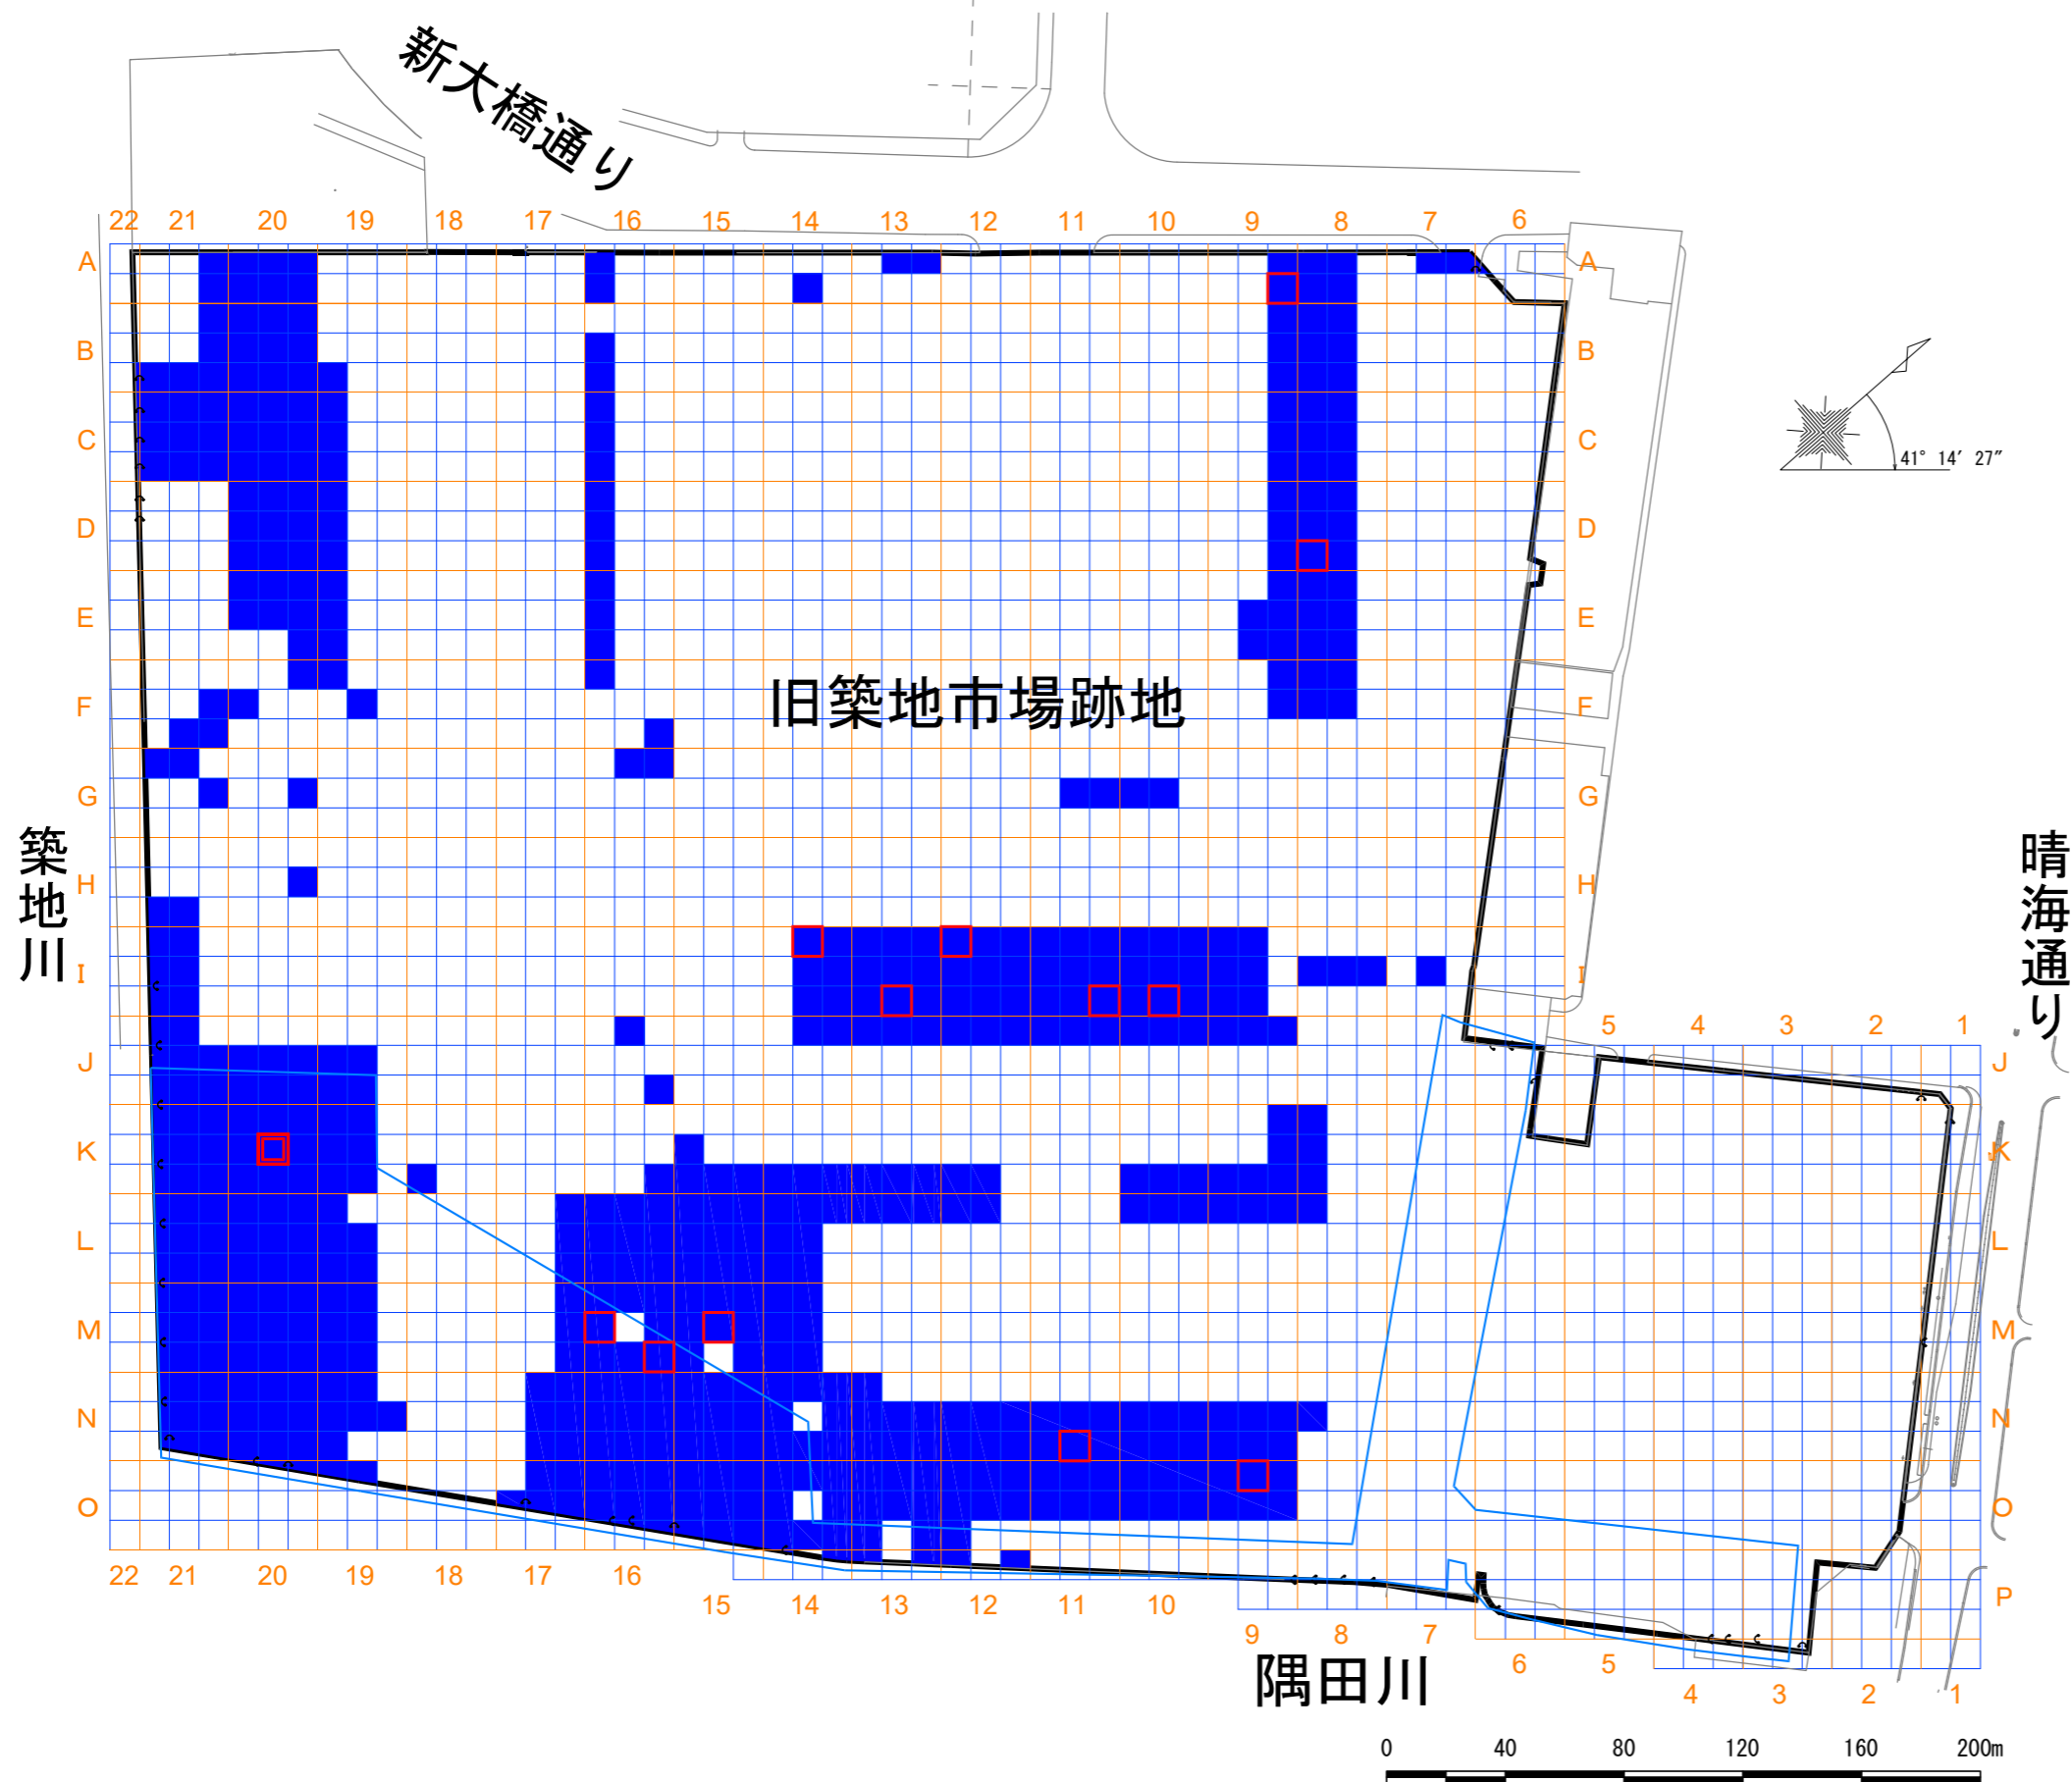 新大橋通り
22 21 20 19 18 17 16 15 14 13 12 11 10 9 8 7 6
A A
B B
C C
41° 14′ 27″
D D
E E
旧築地市場跡地
F F
G G
築地川
H H
晴海通り
I I
5 4 3 2 1
J J
K K
L L
M M
N N
O O
22 21 20 19 18 17 16
15 14 13 12 11 10
P
9 8 7
6 5
4 3 2 1
隅田川
0 40 80 120 160 200m